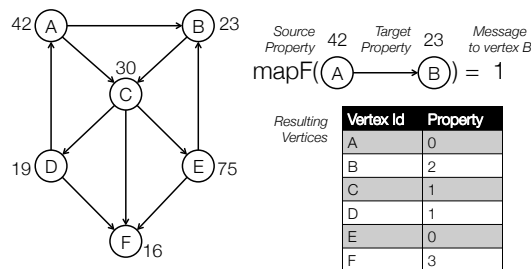 42 A B 23
30
C
19 D E 75
F 16
Source Property 42 Target Property 23 Message to vertex B
mapF( A B ) = 1
Resulting Vertices
Vertex Id Property
A 0
B 2
C 1
D 1
E 0
F 3